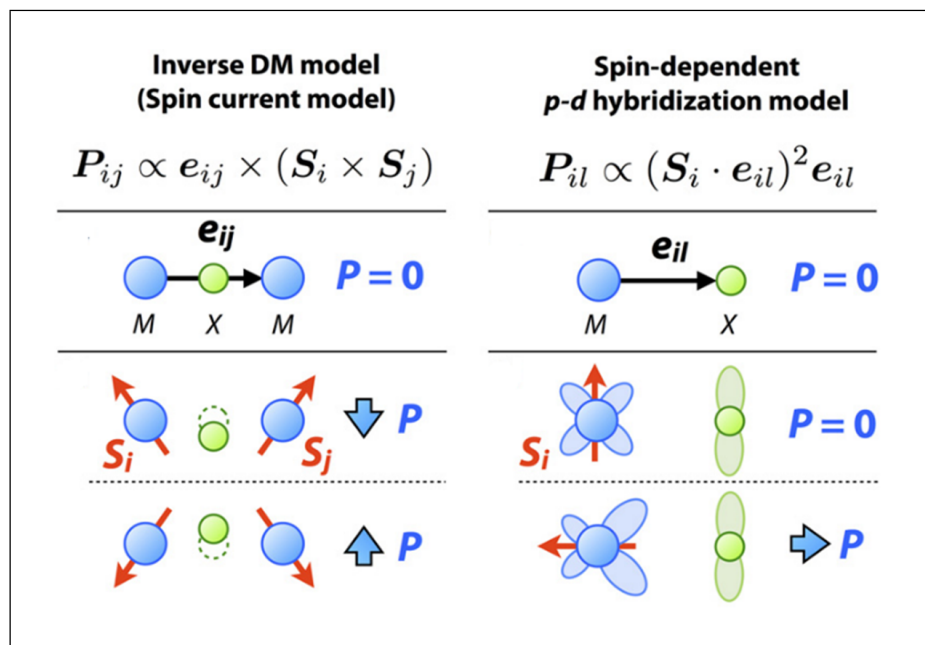 Inverse DM model
(Spin current model)
P_ij ∝ e_ij × (S_i × S_j)
e_ij
P = 0
M X M
S_i S_j P
P
Spin-dependent
p-d hybridization model
P_il ∝ (S_i · e_il)² e_il
e_il
P = 0
M X
S_i P = 0
P